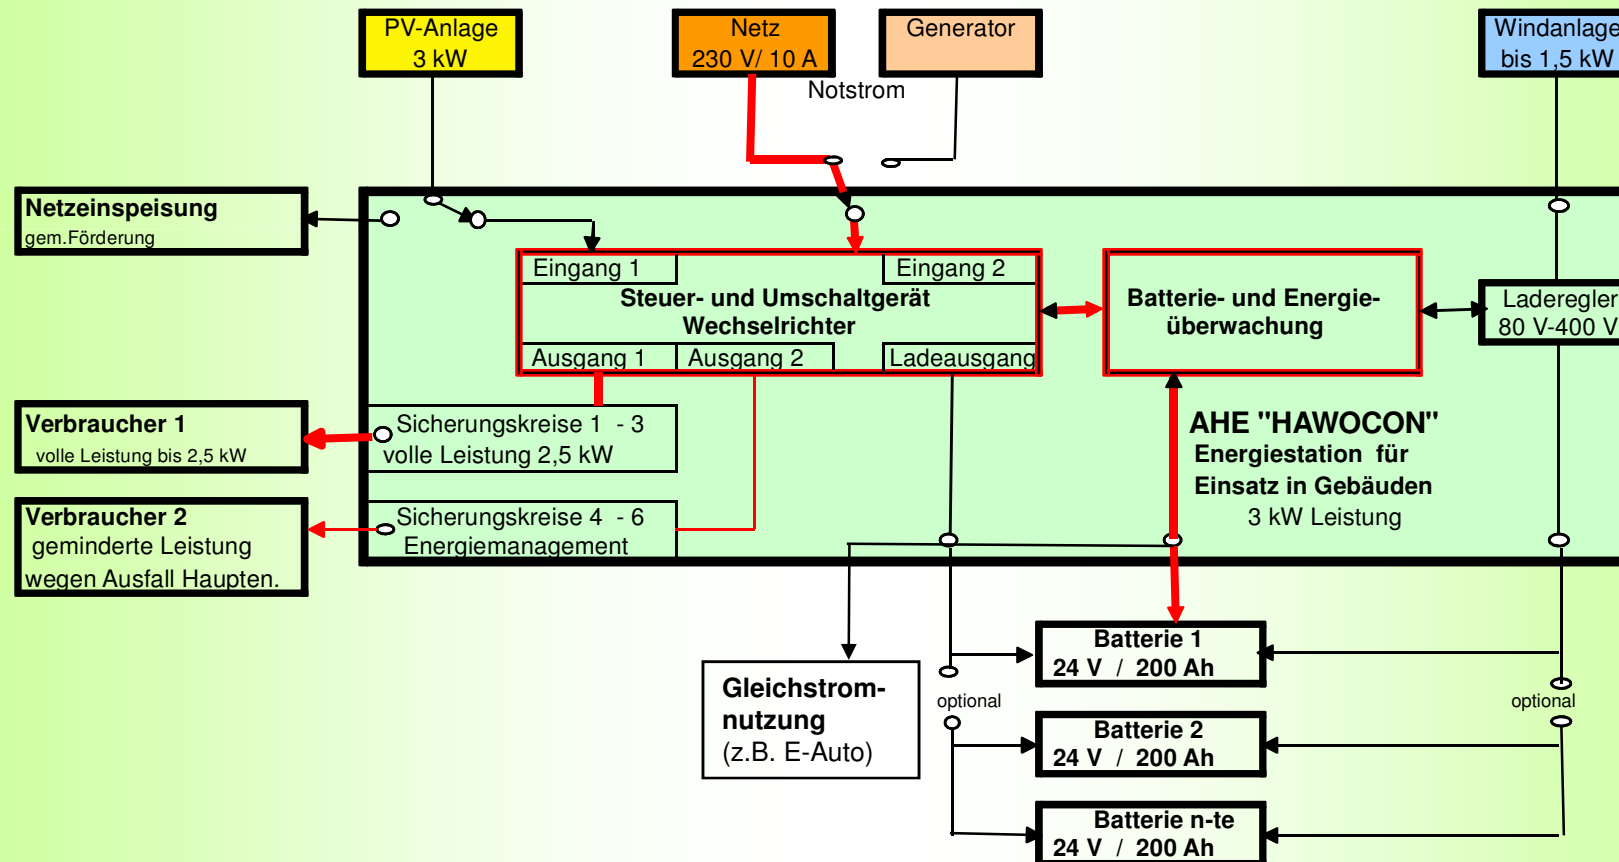 PV-Anlage
3 kW
Netz
230 V/ 10 A
Generator
Windanlage
bis 1,5 kW
Notstrom
Netzeinspeisung
gem.Förderung
Eingang 1
Eingang 2
Steuer- und Umschaltgerät
Wechselrichter
Ausgang 1
Ausgang 2
Ladeausgang
Batterie- und Energie-
überwachung
Laderegler
80 V-400 V
Verbraucher 1
volle Leistung bis 2,5 kW
Sicherungskreise 1 - 3
volle Leistung 2,5 kW
AHE "HAWOCON"
Energiestation für
Einsatz in Gebäuden
3 kW Leistung
Verbraucher 2
geminderte Leistung
wegen Ausfall Haupten.
Sicherungskreise 4 - 6
Energiemanagement
Batterie 1
24 V / 200 Ah
Gleichstrom-
nutzung
(z.B. E-Auto)
optional
optional
Batterie 2
24 V / 200 Ah
Batterie n-te
24 V / 200 Ah